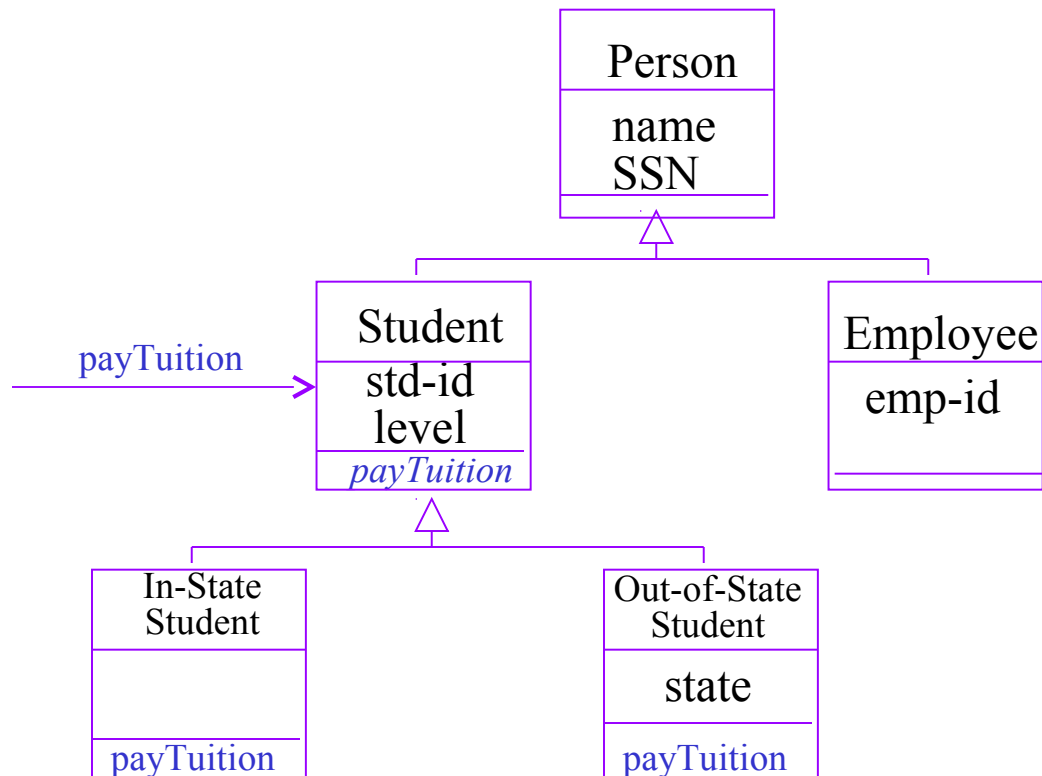 Person
name
SSN
Student
Employee
payTuition
std-id
level
emp-id
payTuition
In-State
Student
Out-of-State
Student
state
payTuition
payTuition